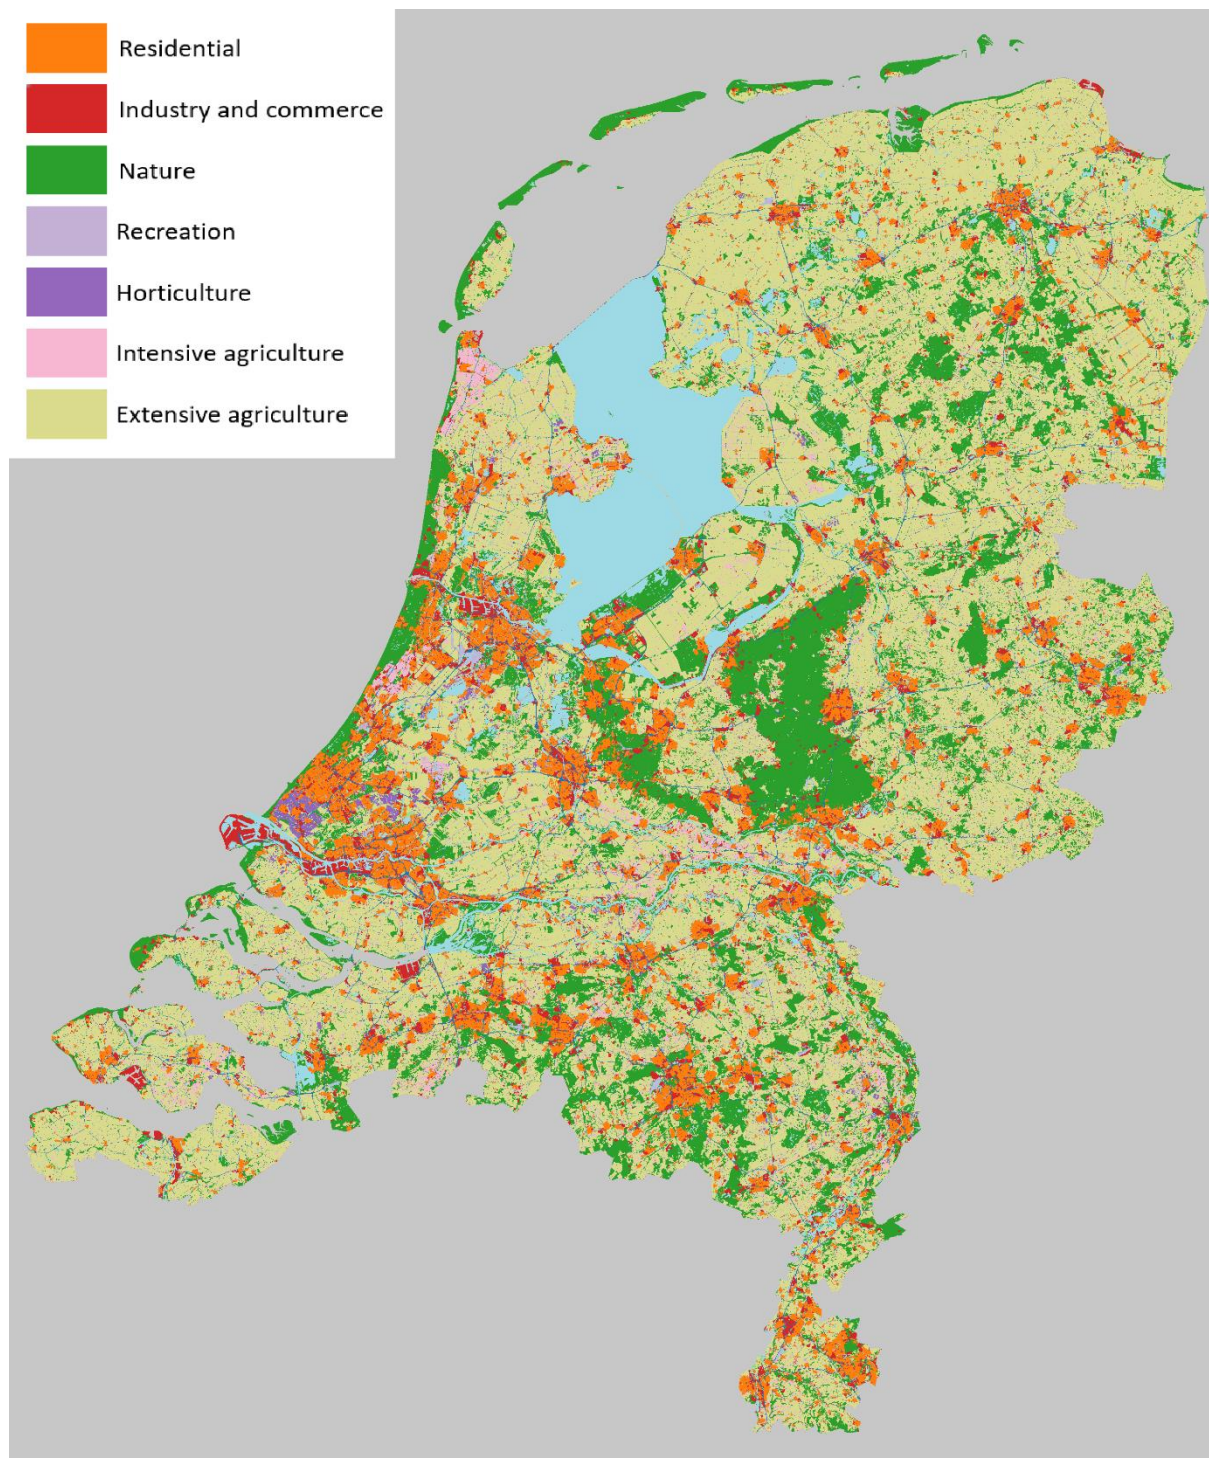 Residential
Industry and commerce
Nature
Recreation
Horticulture
Intensive agriculture
Extensive agriculture